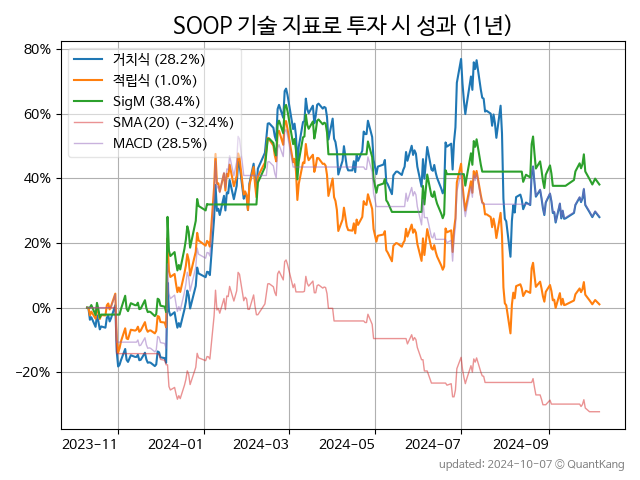 SOOP 기술 지표로 투자 시 성과 (1년)
80%
60%
40%
20%
0%
−20%
거치식 (28.2%)
적립식 (1.0%)
SigM (38.4%)
SMA(20) (-32.4%)
MACD (28.5%)
2023-11 2024-01 2024-03 2024-05 2024-07 2024-09
updated: 2024-10-07 © QuantKang